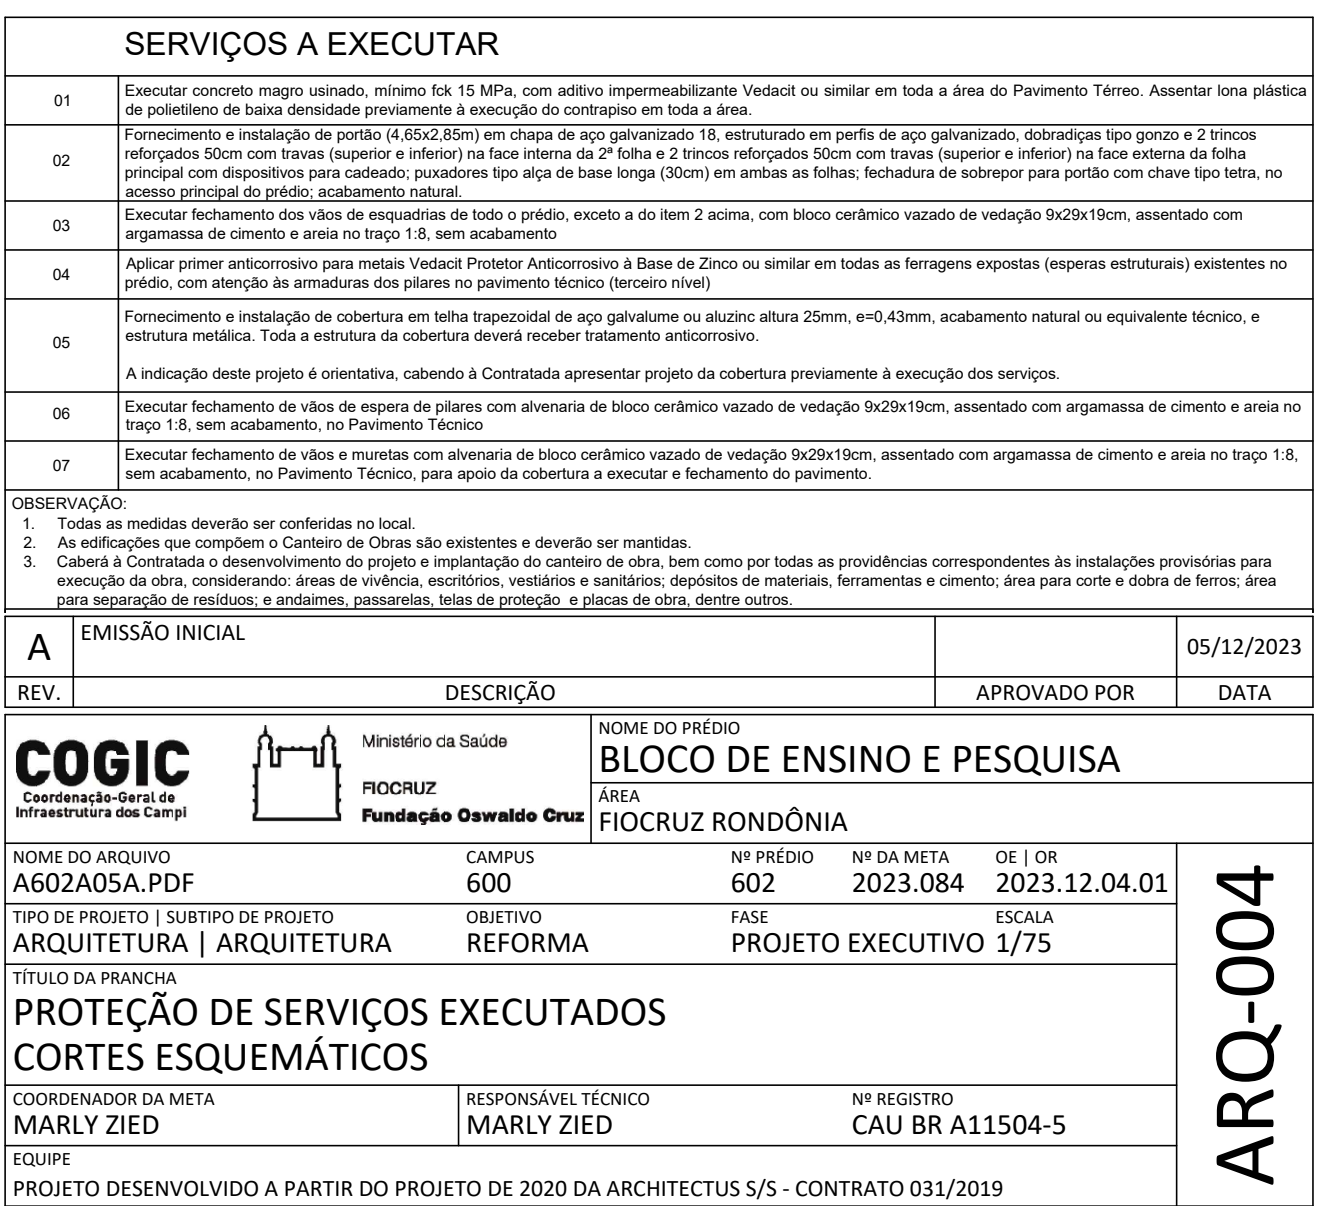 SERVIÇOS A EXECUTAR
01
Executar concreto magro usinado, mínimo fck 15 MPa, com aditivo impermeabilizante Vedacit ou similar em toda a área do Pavimento Térreo. Assentar lona plástica
de polietileno de baixa densidade previamente à execução do contrapiso em toda a área.
02
Fornecimento e instalação de portão (4,65x2,85m) em chapa de aço galvanizado 18, estruturado em perfis de aço galvanizado, dobradiças tipo gonzo e 2 trincos
reforçados 50cm com travas (superior e inferior) na face interna da 2ª folha e 2 trincos reforçados 50cm com travas (superior e inferior) na face externa da folha
principal com dispositivos para cadeado; puxadores tipo alça de base longa (30cm) em ambas as folhas; fechadura de sobrepor para portão com chave tipo tetra, no
acesso principal do prédio; acabamento natural.
03
Executar fechamento dos vãos de esquadrias de todo o prédio, exceto a do item 2 acima, com bloco cerâmico vazado de vedação 9x29x19cm, assentado com
argamassa de cimento e areia no traço 1:8, sem acabamento
04
Aplicar primer anticorrosivo para metais Vedacit Protetor Anticorrosivo à Base de Zinco ou similar em todas as ferragens expostas (esperas estruturais) existentes no
prédio, com atenção às armaduras dos pilares no pavimento técnico (terceiro nível)
05
Fornecimento e instalação de cobertura em telha trapezoidal de aço galvalume ou aluzinc altura 25mm, e=0,43mm, acabamento natural ou equivalente técnico, e
estrutura metálica. Toda a estrutura da cobertura deverá receber tratamento anticorrosivo.
A indicação deste projeto é orientativa, cabendo à Contratada apresentar projeto da cobertura previamente à execução dos serviços.
06
Executar fechamento de vãos de espera de pilares com alvenaria de bloco cerâmico vazado de vedação 9x29x19cm, assentado com argamassa de cimento e areia no
traço 1:8, sem acabamento, no Pavimento Técnico
07
Executar fechamento de vãos e muretas com alvenaria de bloco cerâmico vazado de vedação 9x29x19cm, assentado com argamassa de cimento e areia no traço 1:8,
sem acabamento, no Pavimento Técnico, para apoio da cobertura a executar e fechamento do pavimento.
OBSERVAÇÃO:
1. Todas as medidas deverão ser conferidas no local.
2. As edificações que compõem o Canteiro de Obras são existentes e deverão ser mantidas.
3. Caberá à Contratada o desenvolvimento do projeto e implantação do canteiro de obra, bem como por todas as providências correspondentes às instalações provisórias para
execução da obra, considerando: áreas de vivência, escritórios, vestiários e sanitários; depósitos de materiais, ferramentas e cimento; área para corte e dobra de ferros; área
para separação de resíduos; e andaimes, passarelas, telas de proteção e placas de obra, dentre outros.
A EMISSÃO INICIAL 05/12/2023
REV. DESCRIÇÃO APROVADO POR DATA
COGIC
Coordenação-Geral de
Infraestrutura dos Campi
Ministério da Saúde
FIOCRUZ
Fundação Oswaldo Cruz
NOME DO PRÉDIO
BLOCO DE ENSINO E PESQUISA
ÁREA
FIOCRUZ RONDÔNIA
NOME DO ARQUIVO CAMPUS Nº PRÉDIO Nº DA META OE | OR
A602A05A.PDF 600 602 2023.084 2023.12.04.01
TIPO DE PROJETO | SUBTIPO DE PROJETO OBJETIVO FASE ESCALA
ARQUITETURA | ARQUITETURA REFORMA PROJETO EXECUTIVO 1/75
TÍTULO DA PRANCHA
PROTEÇÃO DE SERVIÇOS EXECUTADOS
CORTES ESQUEMÁTICOS
COORDENADOR DA META RESPONSÁVEL TÉCNICO Nº REGISTRO
MARLY ZIED MARLY ZIED CAU BR A11504-5
EQUIPE
PROJETO DESENVOLVIDO A PARTIR DO PROJETO DE 2020 DA ARCHITECTUS S/S - CONTRATO 031/2019
ARQ-004